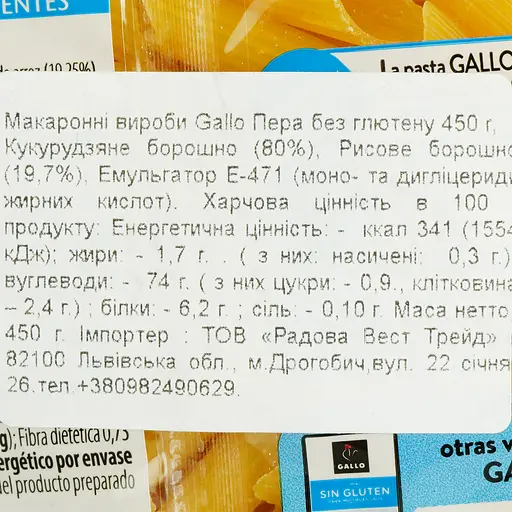 ENTES
(19,25%)
La pasta GALLO
Макаронні вироби Gallo Пера без глютену 450 г,
Кукурудзяне борошно (80%), Рисове борошно
(19,7%), Емульгатор Е-471 (моно- та дигліцериди
жирних кислот). Харчова цінність в 100
продукту: Енергетична цінність: - ккал 341 (1554
кДж); жири: - 1,7 г. . ( з них: насичені: 0,3 г.)
вуглеводи: - 74 г. ( з них цукри: - 0,9., клітковина
– 2,4 г.) ; білки: - 6,2 г. ; сіль: - 0,10 г. Маса нетто
450 г. Імпортер : ТОВ «Радова Вест Трейд»
82100 Львівська обл., м.Дрогобич,вул. 22 січня
26.тел.+380982490629.
g); Fibra dietética 0,73
ergético por envase
del producto preparado
GALLO
SIN GLUTEN
otras v
GA